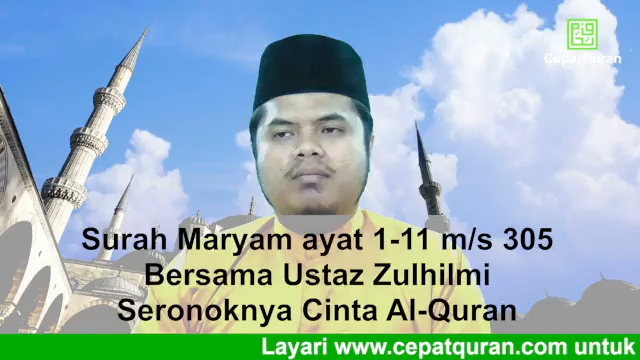 CepatQuran
Surah Maryam ayat 1-11 m/s 305
Bersama Ustaz Zulhilmi
Seronoknya Cinta Al-Quran
Layari www.cepatquran.com untuk